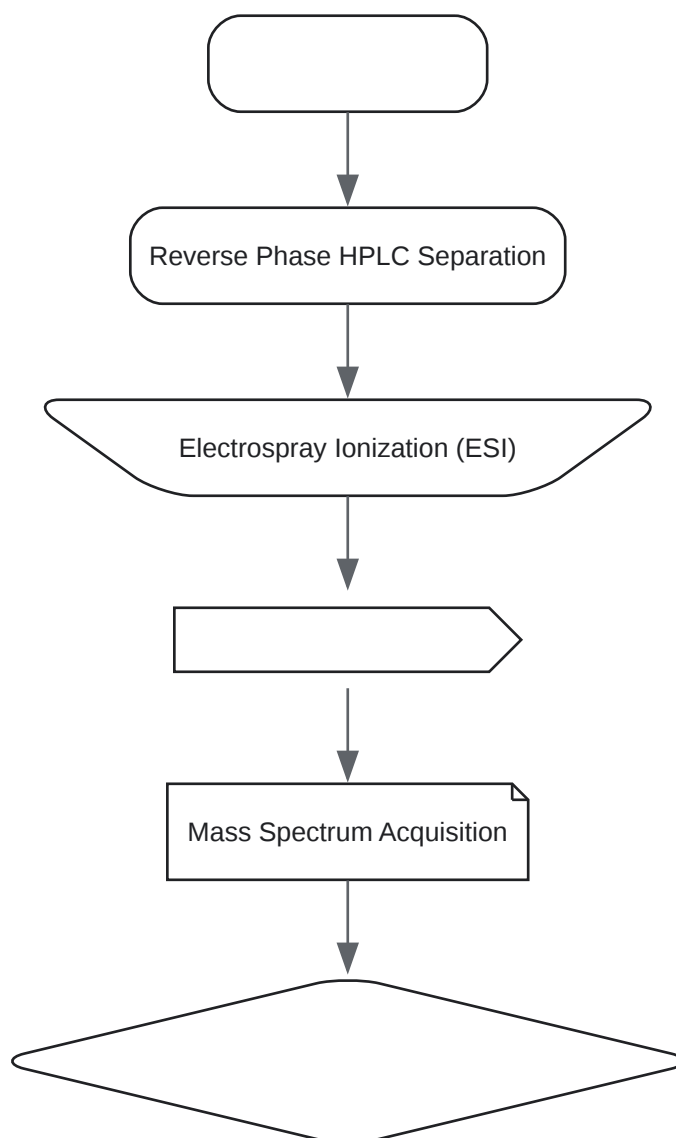 Reverse Phase HPLC Separation
Electrospray Ionization (ESI)
Mass Spectrum Acquisition